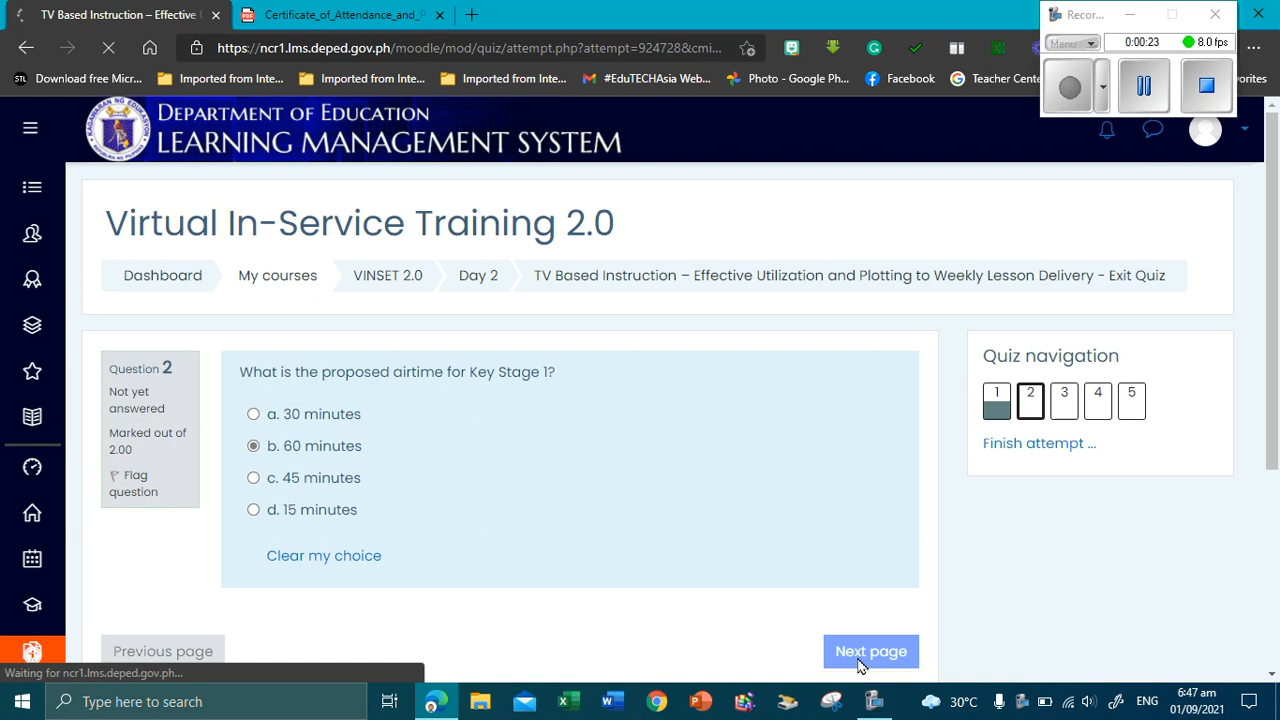 TV Based Instruction – Effective U
Certificate_of_Attendance_and_P
Recor...
https://ncr1.lms.deped.gov.ph/moodle/mod/quiz/attempt.php?attempt=924728&cmi...
Menu
0:00:23
8.0 fps
Download free Micr...
Imported from Inte...
Imported from Inte...
Imported from Inte...
#EduTECHAsia Web...
Photo - Google Ph...
Facebook
Teacher Cente
vorites
DEPARTMENT OF EDUCATION
LEARNING MANAGEMENT SYSTEM
Virtual In-Service Training 2.0
Dashboard
My courses
VINSET 2.0
Day 2
TV Based Instruction – Effective Utilization and Plotting to Weekly Lesson Delivery - Exit Quiz
Question 2
Not yet
answered
Marked out of
2.00
Flag
question
What is the proposed airtime for Key Stage 1?
a. 30 minutes
b. 60 minutes
c. 45 minutes
d. 15 minutes
Clear my choice
Quiz navigation
1 2 3 4 5
Finish attempt ...
Previous page
Next page
Waiting for ncr1.lms.deped.gov.ph...
Type here to search
30°C
ENG
6:47 am
01/09/2021